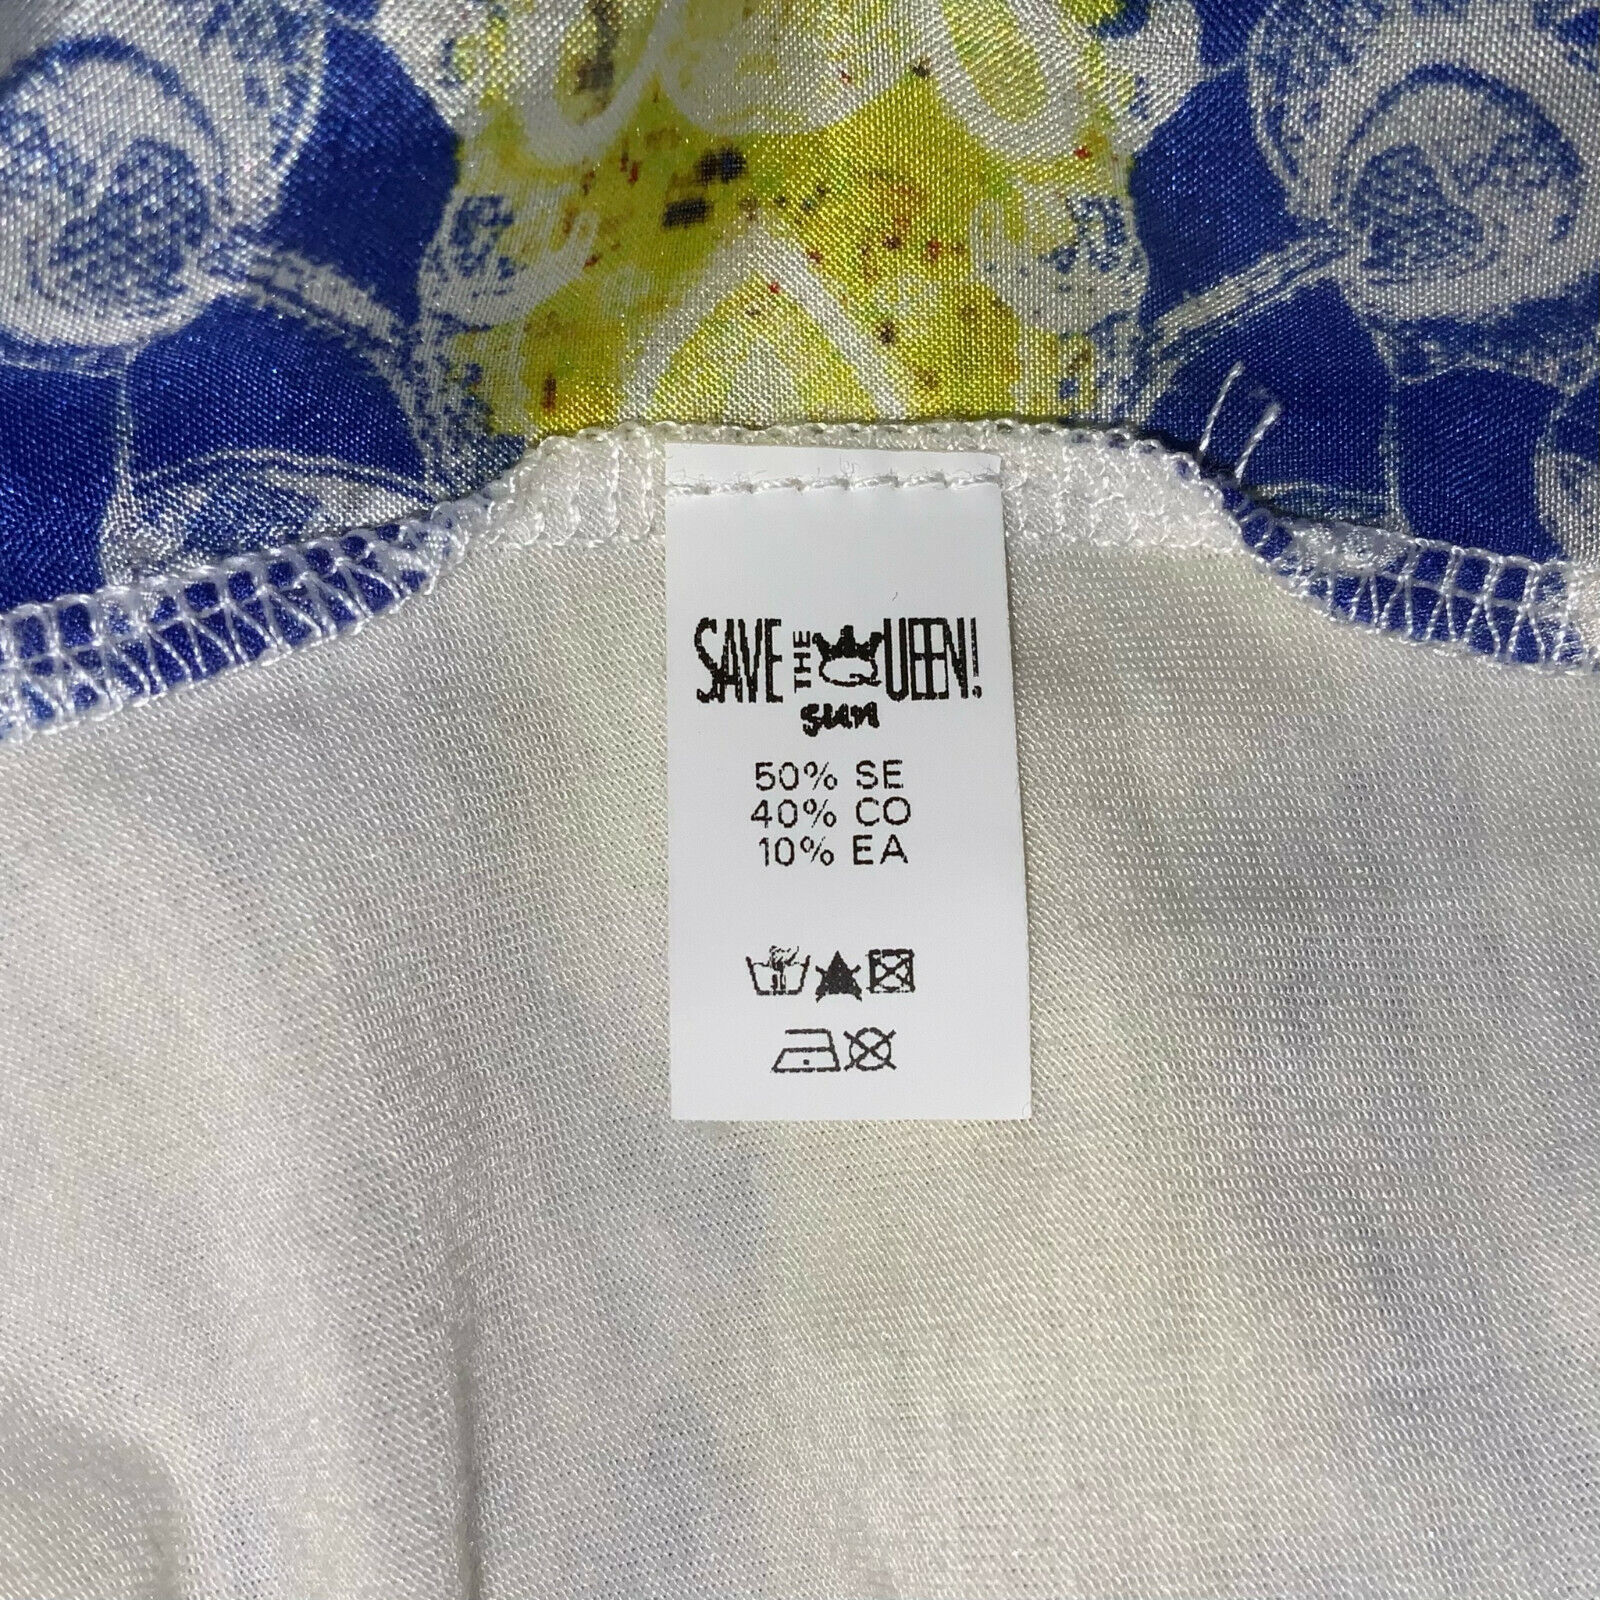 SAVE THE QUEEN!
sun
50% SE
40% CO
10% EA